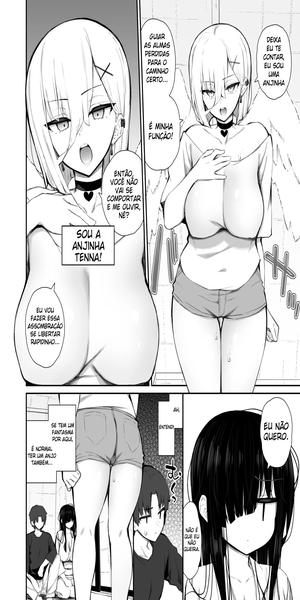 DEIXA
EU TE
CONTAR,
EU SOU
UMA
ANJINHA
GUIAR
AS ALMAS
PERDIDAS
PARA O
CAMINHO
CERTO...
É MINHA
FUNÇÃO!
ENTÃO,
VOCÊ NÃO
VAI SE
COMPORTAR
E ME OUVIR,
NÉ?
SOU A
ANJINHA
TENNA!
EU VOU
FAZER ESSA
ASSOMBRAÇÃO
SE LIBERTAR
RAPIDINHO...
EU NÃO
QUERO.
NÃO É
QUE EU NÃO
QUEIRA.
AH,
ENTENDI.
SE TEM UM
FANTASMA
POR AQUI,
É NORMAL
TER UM ANJO
TAMBÉM...